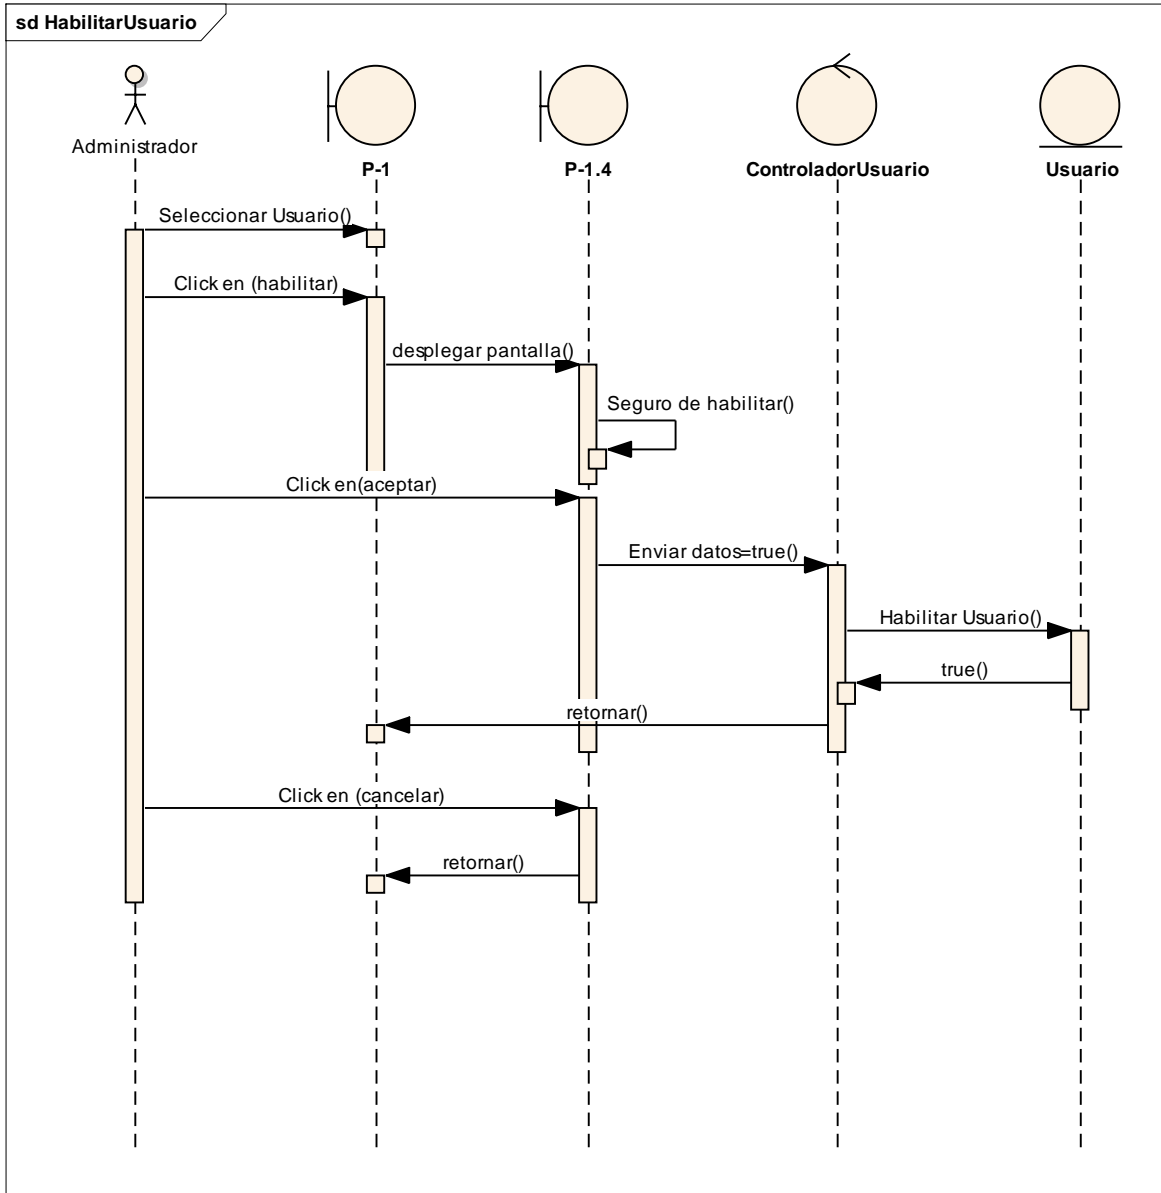 sd HabilitarUsuario
Administrador
P-1
P-1.4
ControladorUsuario
Usuario
Seleccionar Usuario()
Click en (habilitar)
desplegar pantalla()
Seguro de habilitar()
Click en(aceptar)
Enviar datos=true()
Habilitar Usuario()
true()
retornar()
Click en (cancelar)
retornar()